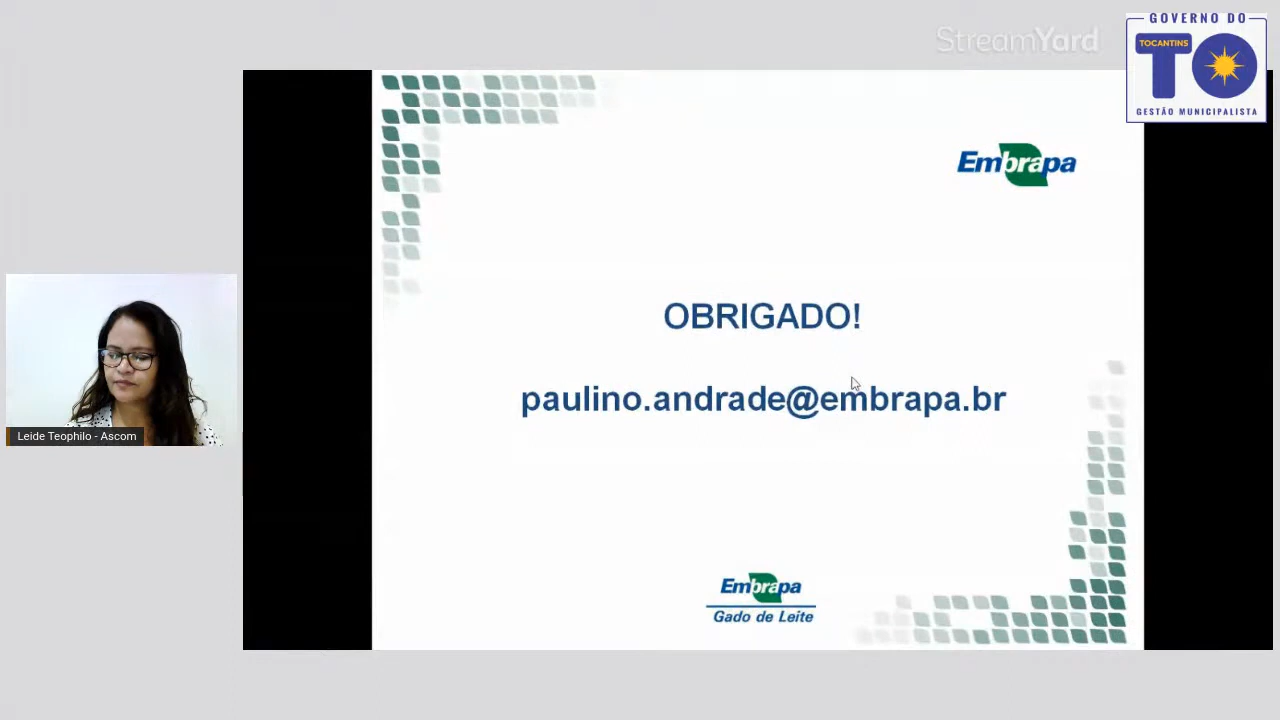 StreamYard
GOVERNO DO
TOCANTINS
TO
GESTÃO MUNICIPALISTA
Embrapa
OBRIGADO!
paulino.andrade@embrapa.br
Leide Teophilo - Ascom
Embrapa
Gado de Leite